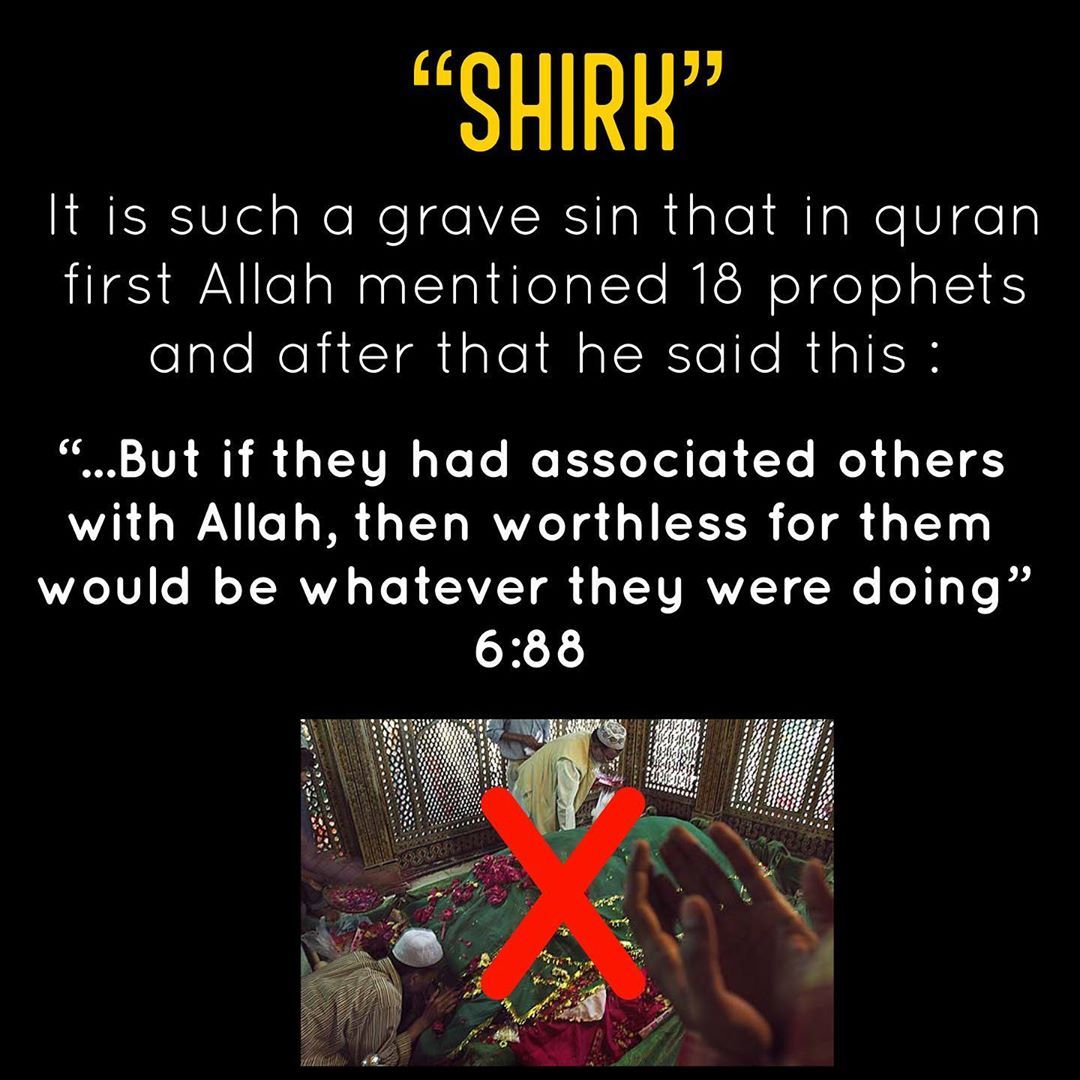 “SHIRK”
It is such a grave sin that in quran
first Allah mentioned 18 prophets
and after that he said this :
“...But if they had associated others
with Allah, then worthless for them
would be whatever they were doing”
6:88